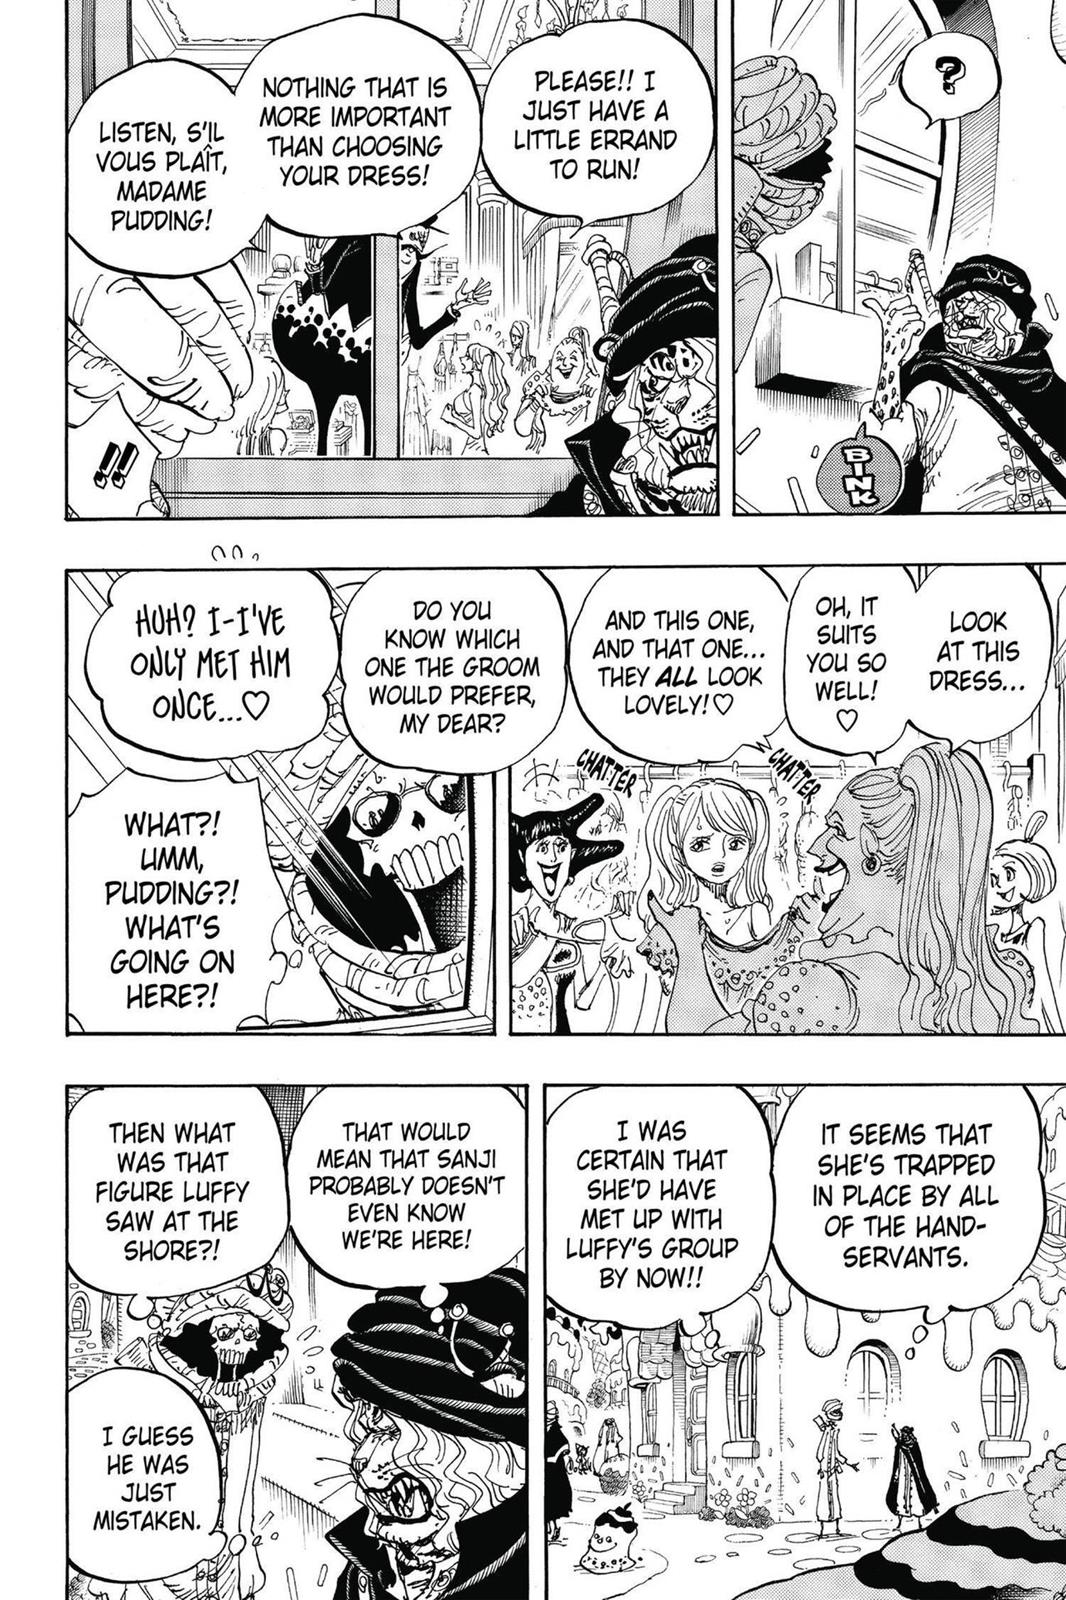 ?
BINK
PLEASE!! I
JUST HAVE A
LITTLE ERRAND
TO RUN!
NOTHING THAT IS
MORE IMPORTANT
THAN CHOOSING
YOUR DRESS!
LISTEN, S'IL
VOUS PLAÎT,
MADAME
PUDDING!
!!
LOOK
AT THIS
DRESS...
OH, IT
SUITS
YOU SO
WELL!
♡
AND THIS ONE,
AND THAT ONE...
THEY ALL LOOK
LOVELY!♡
CHATTER
CHATTER
DO YOU
KNOW WHICH
ONE THE GROOM
WOULD PREFER,
MY DEAR?
HUH? I-I'VE
ONLY MET HIM
ONCE...♡
WHAT?!
UMM,
PUDDING?!
WHAT'S
GOING ON
HERE?!
IT SEEMS THAT
SHE'S TRAPPED
IN PLACE BY ALL
OF THE HAND-
SERVANTS.
I WAS
CERTAIN THAT
SHE'D HAVE
MET UP WITH
LUFFY'S GROUP
BY NOW!!
THAT WOULD
MEAN THAT SANJI
PROBABLY DOESN'T
EVEN KNOW
WE'RE HERE!
THEN WHAT
WAS THAT
FIGURE LUFFY
SAW AT THE
SHORE?!
I GUESS
HE WAS
JUST
MISTAKEN.